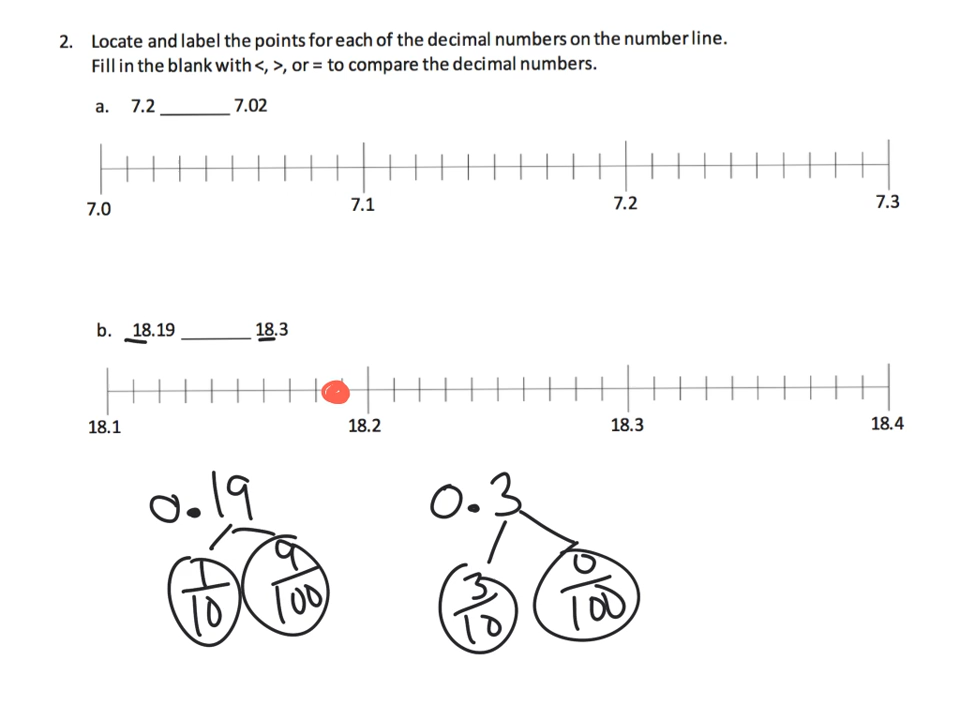 2. Locate and label the points for each of the decimal numbers on the number line.
Fill in the blank with <, >, or = to compare the decimal numbers.
a. 7.2 _______ 7.02
7.0 7.1 7.2 7.3
b. 18.19 _______ 18.3
18.1 18.2 18.3 18.4
0.19 0.3
1/10 9/100 3/10 0/100